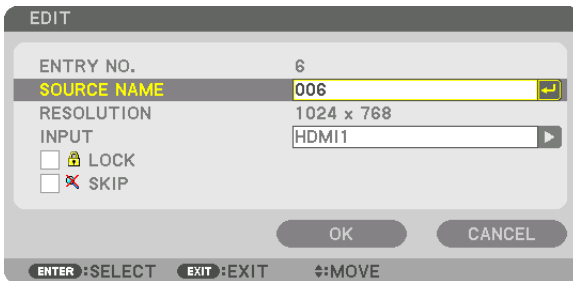 EDIT
ENTRY NO. 6
SOURCE NAME 006
RESOLUTION 1024 x 768
INPUT HDMI1
LOCK
SKIP
OK CANCEL
ENTER :SELECT EXIT :EXIT :MOVE